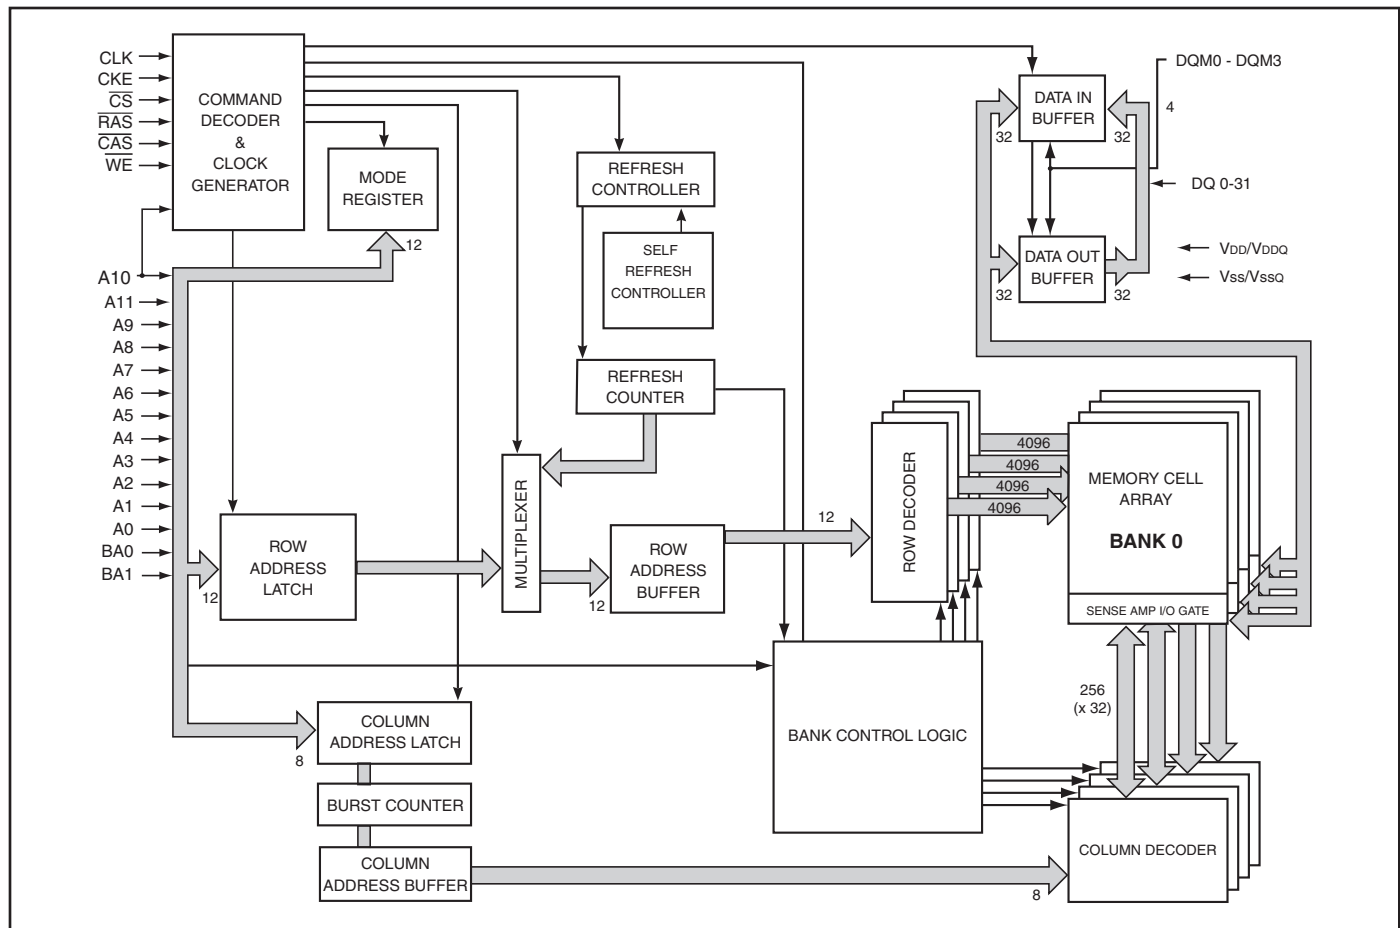 CLK
CKE
CS
RAS
CAS
WE
A10
A11
A9
A8
A7
A6
A5
A4
A3
A2
A1
A0
BA0
BA1
COMMAND
DECODER
&
CLOCK
GENERATOR
MODE
REGISTER
12
REFRESH
CONTROLLER
SELF
REFRESH
CONTROLLER
REFRESH
COUNTER
DATA IN
BUFFER
32
32
DQM0 - DQM3
4
DQ 0-31
VDD/VDDQ
Vss/VssQ
DATA OUT
BUFFER
32
32
12
ROW
ADDRESS
LATCH
MULTIPLEXER
12
ROW
ADDRESS
BUFFER
12
ROW DECODER
4096
4096
4096
4096
MEMORY CELL
ARRAY
BANK 0
SENSE AMP I/O GATE
256
(x 32)
BANK CONTROL LOGIC
8
COLUMN
ADDRESS LATCH
BURST COUNTER
COLUMN
ADDRESS BUFFER
8
COLUMN DECODER